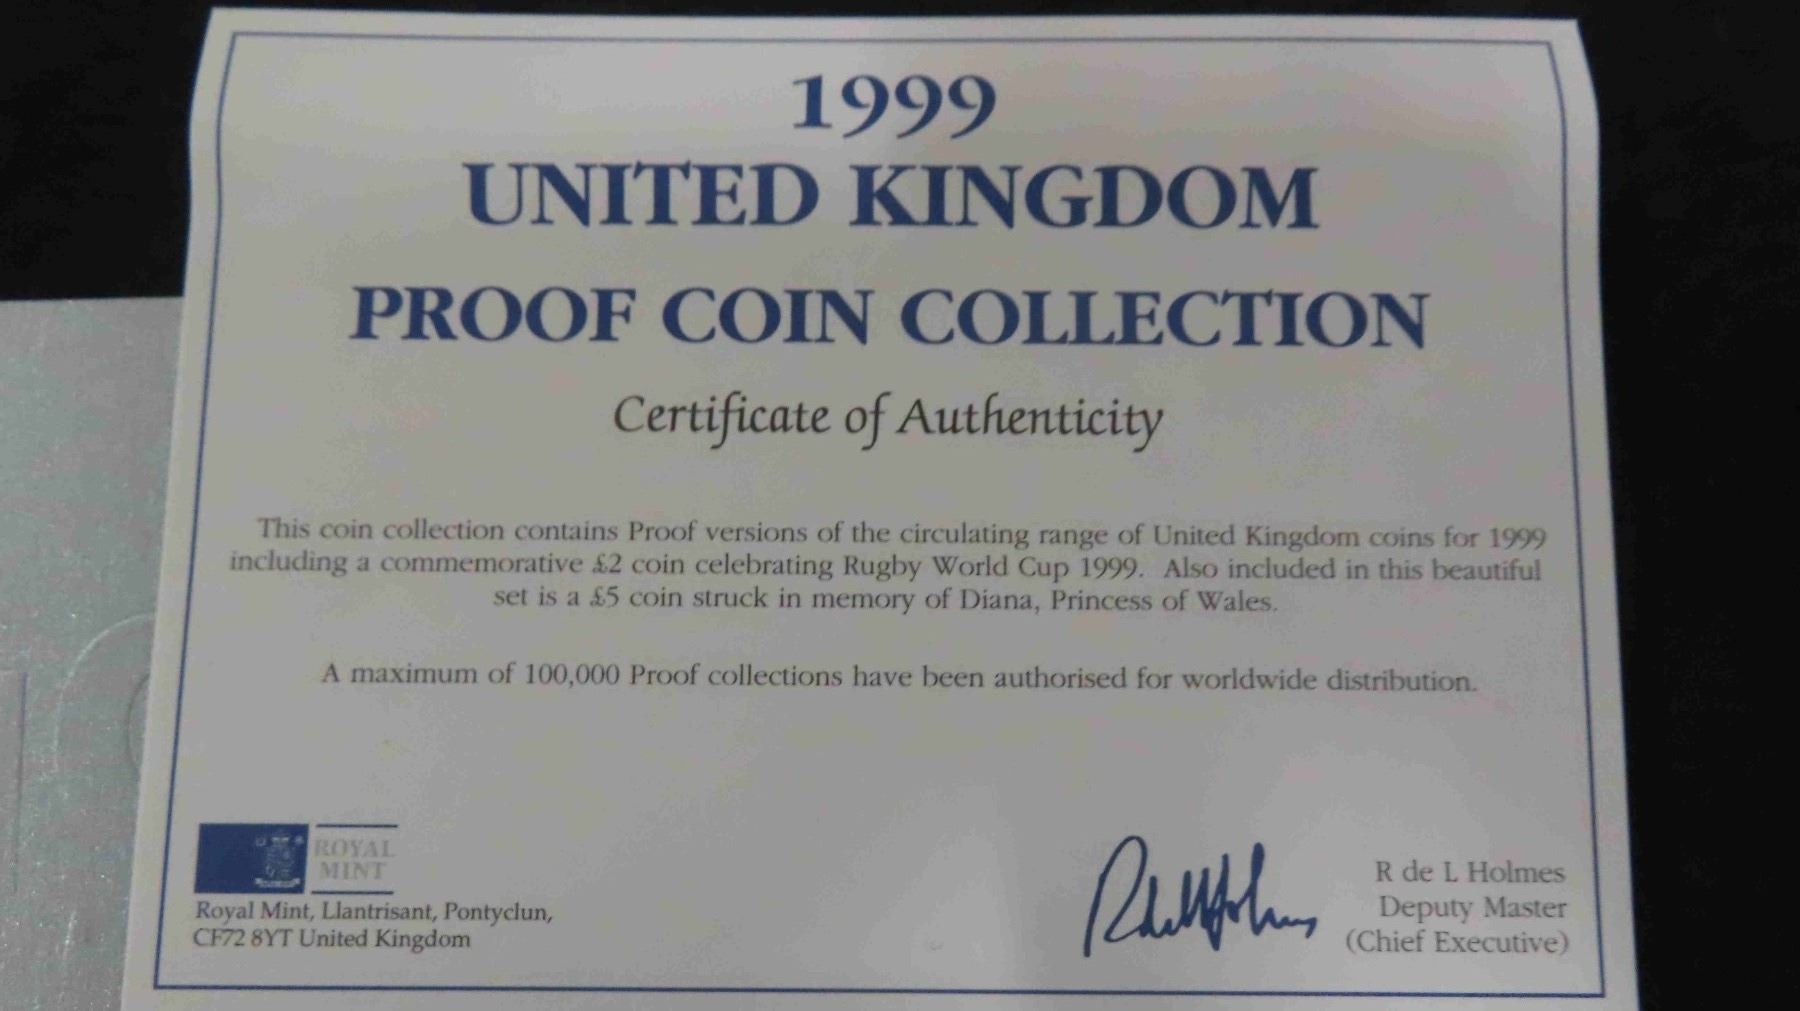 1999
UNITED KINGDOM
PROOF COIN COLLECTION
Certificate of Authenticity
This coin collection contains Proof versions of the circulating range of United Kingdom coins for 1999
including a commemorative £2 coin celebrating Rugby World Cup 1999. Also included in this beautiful
set is a £5 coin struck in memory of Diana, Princess of Wales.
A maximum of 100,000 Proof collections have been authorised for worldwide distribution.
ROYAL
MINT
Royal Mint, Llantrisant, Pontyclun,
CF72 8YT United Kingdom
R de L Holmes
Deputy Master
(Chief Executive)